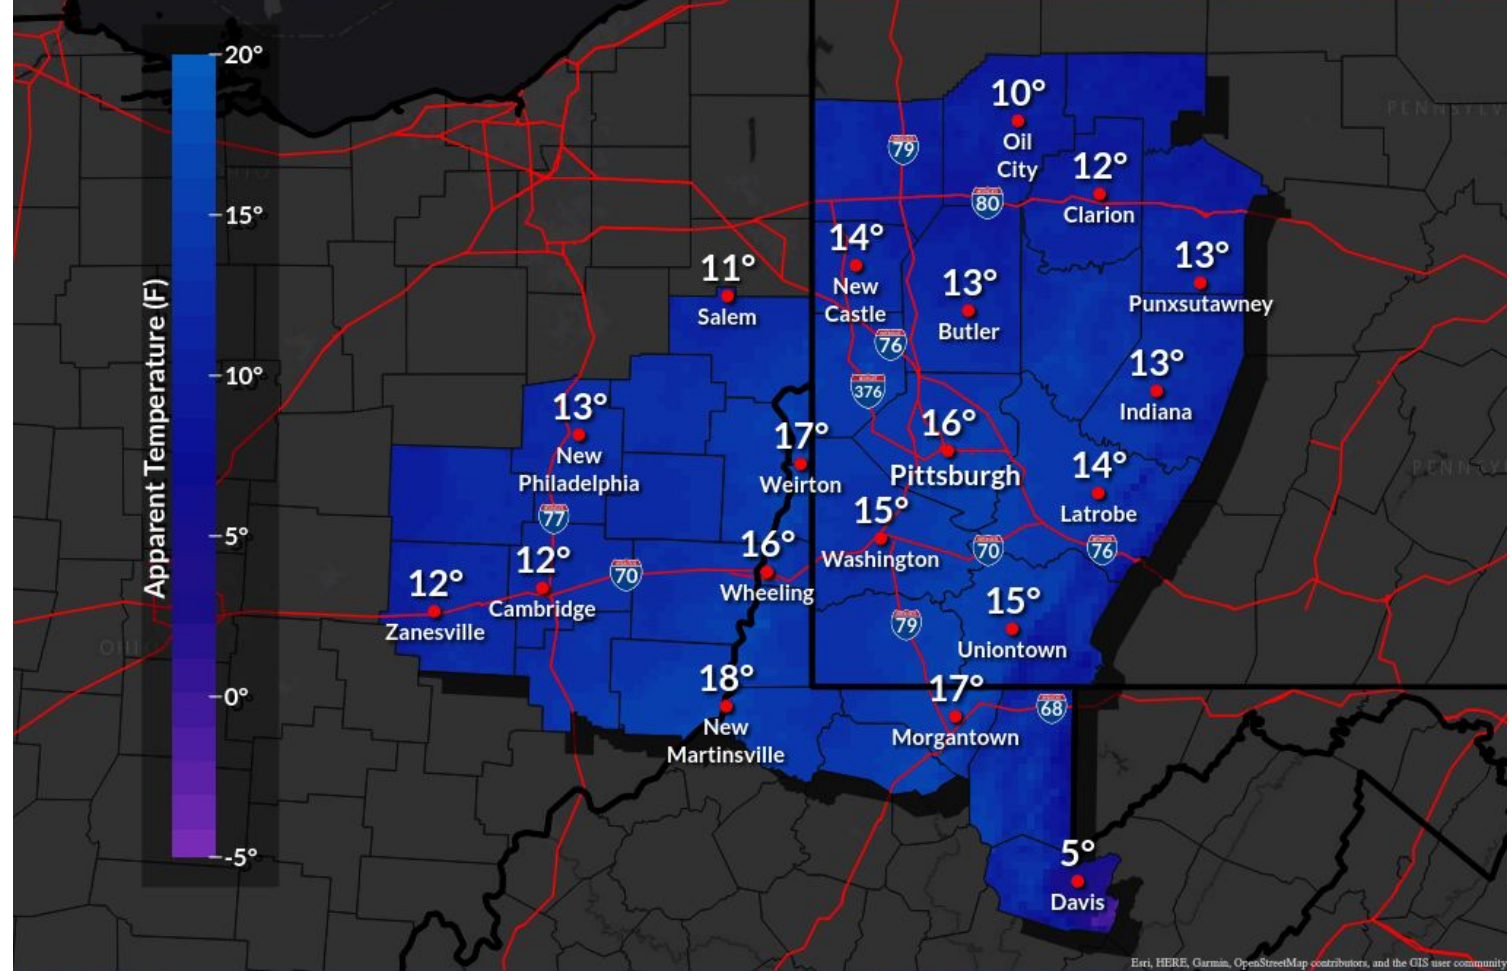 Apparent Temperature (F)
20°
15°
10°
5°
0°
-5°
OHIO
OHIO
PENNSYLV
10°
Oil
City
79
12°
Clarion
80
14°
New
Castle
13°
Butler
13°
Punxsutawney
11°
Salem
76
376
13°
Indiana
13°
New
Philadelphia
17°
Weirton
16°
Pittsburgh
14°
Latrobe
77
15°
Washington
70
76
16°
Wheeling
12°
Cambridge
70
12°
Zanesville
79
15°
Uniontown
18°
New
Martinsville
17°
Morgantown
68
5°
Davis
Esri, HERE, Garmin, OpenStreetMap contributors, and the GIS user community